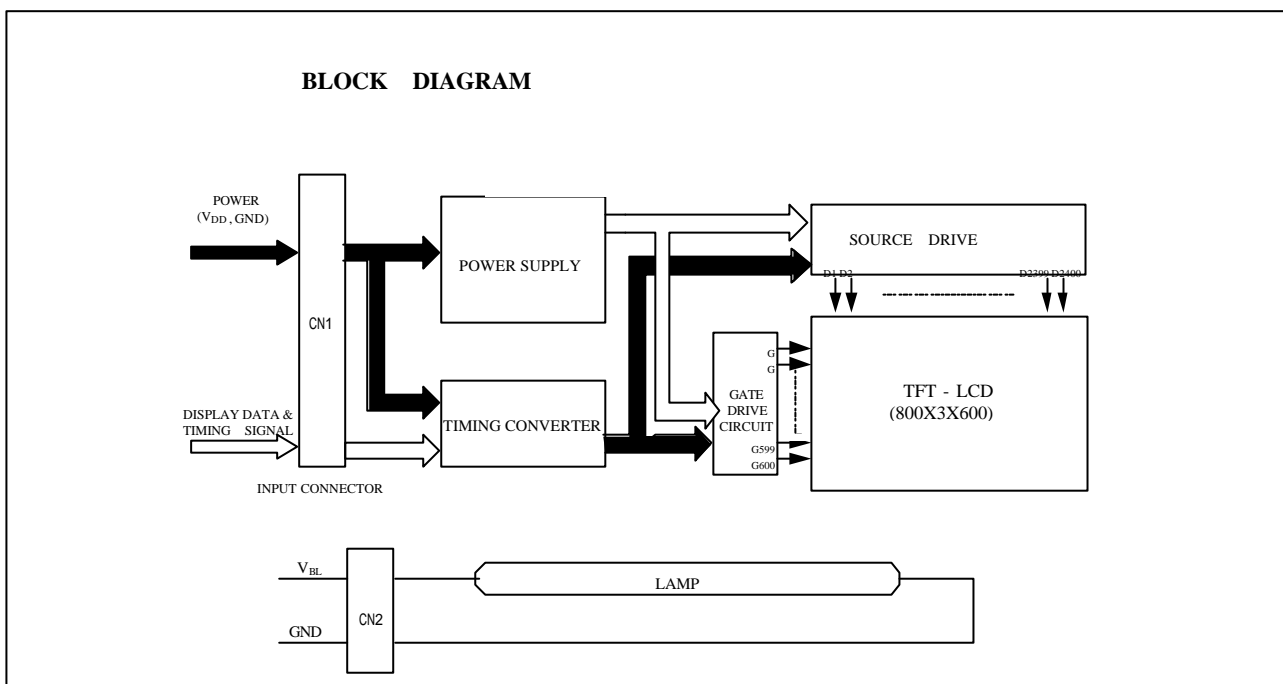 BLOCK DIAGRAM
POWER
(VDD , GND)
CN1
POWER SUPPLY
SOURCE DRIVE
D1 D2
D2399 D2400
DISPLAY DATA &
TIMING SIGNAL
TIMING CONVERTER
GATE
DRIVE
CIRCUIT
G
G
G599
G600
TFT - LCD
(800X3X600)
INPUT CONNECTOR
VBL
GND
CN2
LAMP